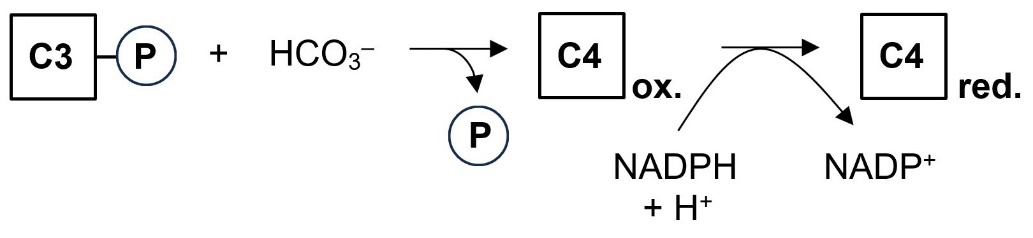 C3 P + HCO₃⁻ C4 ox. C4 red.
P
NADPH
+ H⁺
NADP⁺